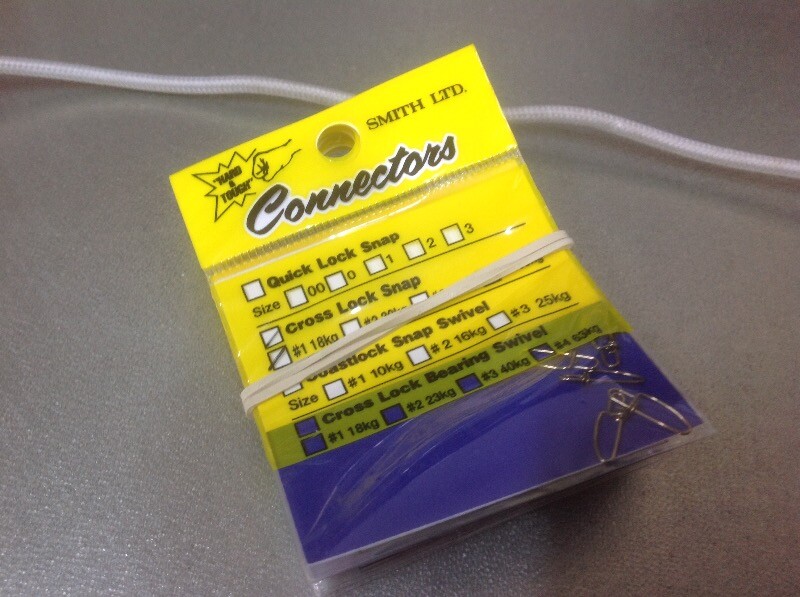 SMITH LTD.
"HARD
&
TOUGH"
Connectors
Quick Lock Snap
Size 00 0 1 2 3
Cross Lock Snap
#1 18kg
Coastlock Snap Swivel
Size #1 10kg #2 16kg #3 25kg
Cross Lock Bearing Swivel
#1 18kg #2 23kg #3 40kg #4 63kg